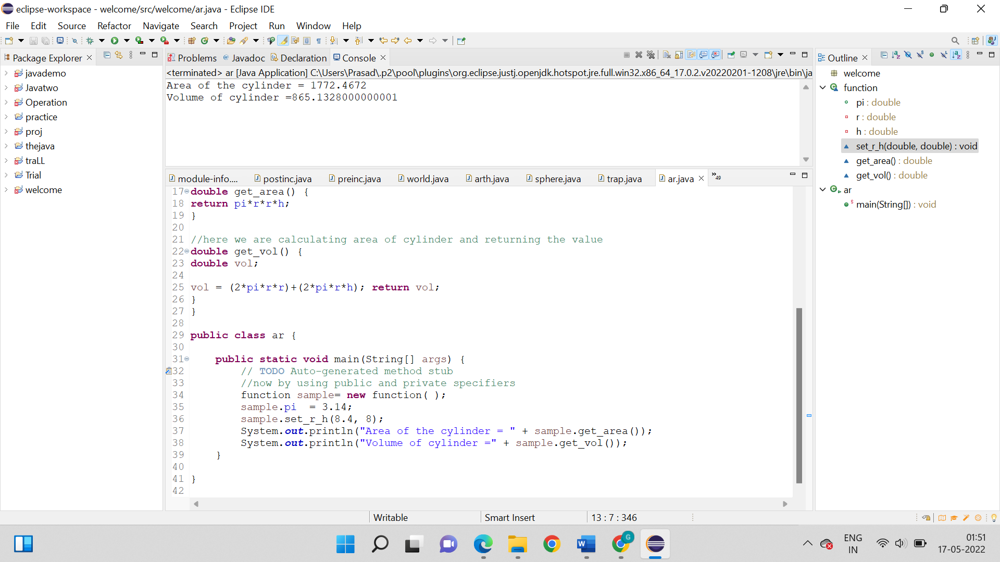 eclipse-workspace - welcome/src/welcome/ar.java - Eclipse IDE
File Edit Source Refactor Navigate Search Project Run Window Help
Package Explorer
javademo
Javatwo
Operation
practice
proj
thejava
traLL
Trial
welcome
Problems @ Javadoc Declaration Console
<terminated> ar [Java Application] C:\Users\Prasad\.p2\pool\plugins\org.eclipse.justj.openjdk.hotspot.jre.full.win32.x86_64_17.0.2.v20220201-1208\jre\bin\ja
Area of the cylinder = 1772.4672
Volume of cylinder =865.1328000000001
module-info.... postinc.java preinc.java world.java arth.java sphere.java trap.java ar.java »49
17 double get_area() {
18 return pi*r*r*h;
19 }
20
21 //here we are calculating area of cylinder and returning the value
22 double get_vol() {
23 double vol;
24
25 vol = (2*pi*r*r)+(2*pi*r*h); return vol;
26 }
27 }
28
29 public class ar {
30
31 public static void main(String[] args) {
32 // TODO Auto-generated method stub
33 //now by using public and private specifiers
34 function sample= new function( );
35 sample.pi  = 3.14;
36 sample.set_r_h(8.4, 8);
37 System.out.println("Area of the cylinder = " + sample.get_area());
38 System.out.println("Volume of cylinder =" + sample.get_vol());
39 }
40
41 }
42
Outline
welcome
function
pi : double
r : double
h : double
set_r_h(double, double) : void
get_area() : double
get_vol() : double
ar
main(String[]) : void
Writable Smart Insert 13 : 7 : 346
ENG
IN
01:51
17-05-2022